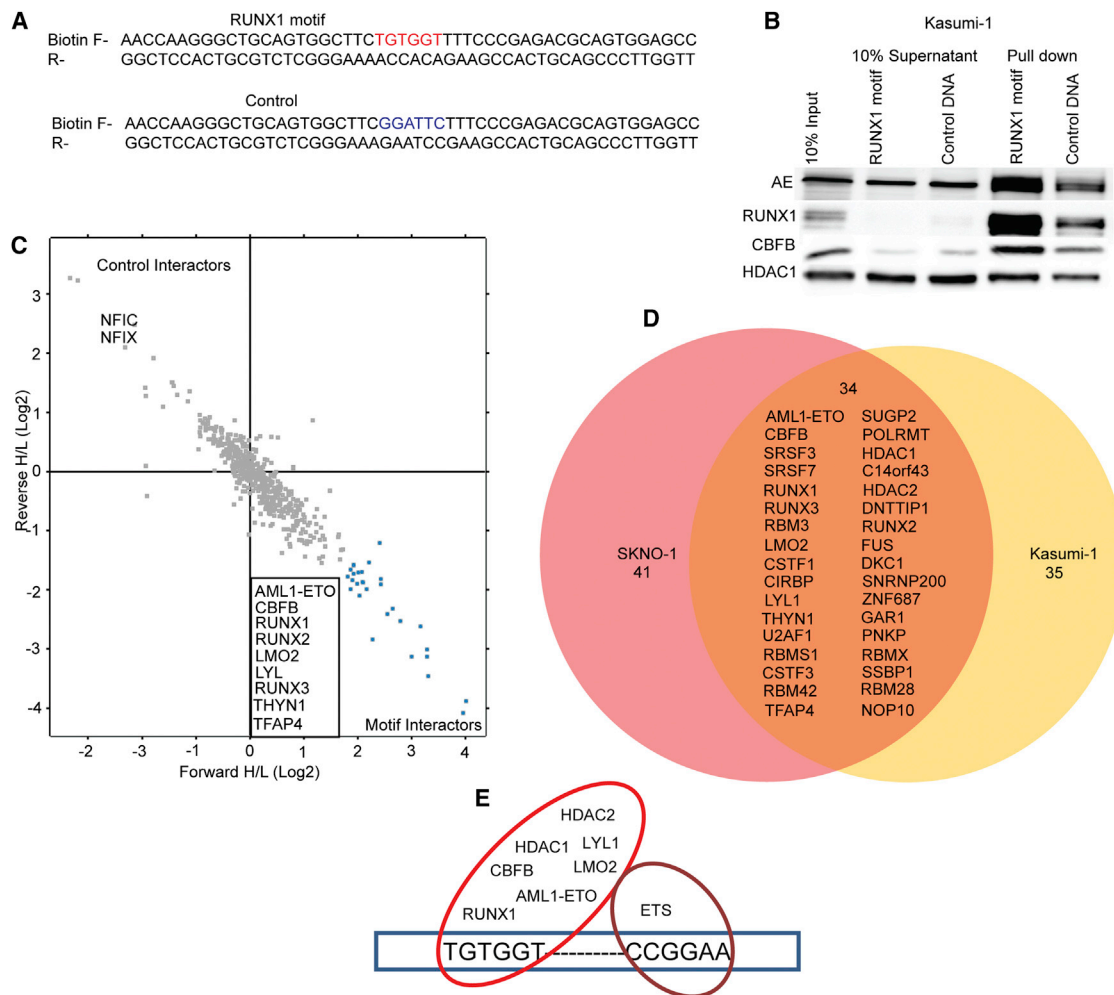 A
RUNX1 motif
Biotin F- AACCAAGGGCTGCAGTGGCTTCTGTGGTTTTCCCGAGACGCAGTGGAGCC
R- GGCTCCACTGCGTCTCGGGAAAACCACAGAAGCCACTGCAGCCCTTGGTT
Control
Biotin F- AACCAAGGGCTGCAGTGGCTTCGGATTCTTTCCCGAGACGCAGTGGAGCC
R- GGCTCCACTGCGTCTCGGGAAAGAATCCGAAGCCACTGCAGCCCTTGGTT
B
Kasumi-1
10% Supernatant Pull down
10% Input
RUNX1 motif
Control DNA
RUNX1 motif
Control DNA
AE
RUNX1
CBFB
HDAC1
C
Control Interactors
NFIC
NFIX
Reverse H/L (Log2)
3
2
1
0
-1
-2
-3
-4
AML1-ETO
CBFB
RUNX1
RUNX2
LMO2
LYL
RUNX3
THYN1
TFAP4
Motif Interactors
-2 -1 0 1 2 3 4
Forward H/L (Log2)
D
34
AML1-ETO SUGP2
CBFB POLRMT
SRSF3 HDAC1
SRSF7 C14orf43
RUNX1 HDAC2
RUNX3 DNTTIP1
RBM3 RUNX2
LMO2 FUS
CSTF1 DKC1
CIRBP SNRNP200
LYL1 ZNF687
THYN1 GAR1
U2AF1 PNKP
RBMS1 RBMX
CSTF3 SSBP1
RBM42 RBM28
TFAP4 NOP10
SKNO-1
41
Kasumi-1
35
E
HDAC2
HDAC1 LYL1
CBFB LMO2
AML1-ETO
RUNX1
ETS
TGTGGT-----------CCGGAA